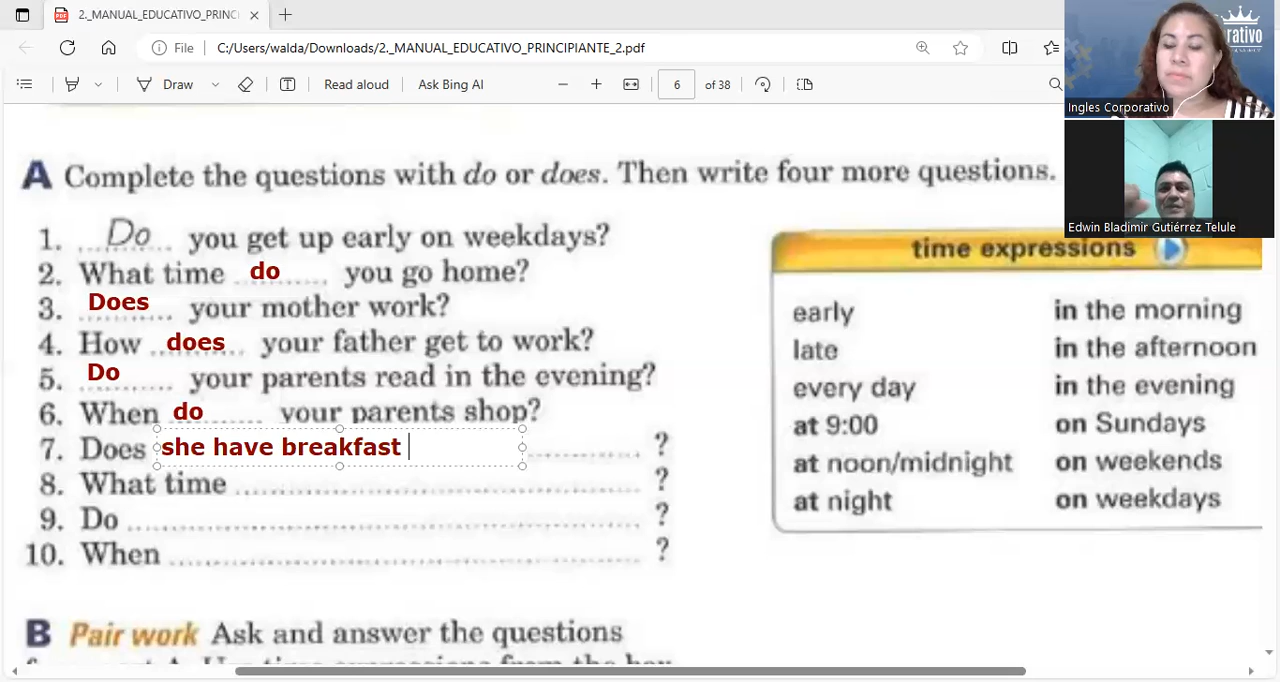 2._MANUAL_EDUCATIVO_PRINCI
File C:/Users/walda/Downloads/2._MANUAL_EDUCATIVO_PRINCIPIANTE_2.pdf
Draw Read aloud Ask Bing AI 6 of 38
rativo
Ingles Corporativo
Edwin Bladimir Gutiérrez Telule
A Complete the questions with do or does. Then write four more questions.
1. Do you get up early on weekdays?
2. What time do you go home?
3. Does your mother work?
4. How does your father get to work?
5. Do your parents read in the evening?
6. When do your parents shop?
7. Does she have breakfast ?
8. What time ?
9. Do ?
10. When ?
time expressions
early in the morning
late in the afternoon
every day in the evening
at 9:00 on Sundays
at noon/midnight on weekends
at night on weekdays
B Pair work Ask and answer the questions